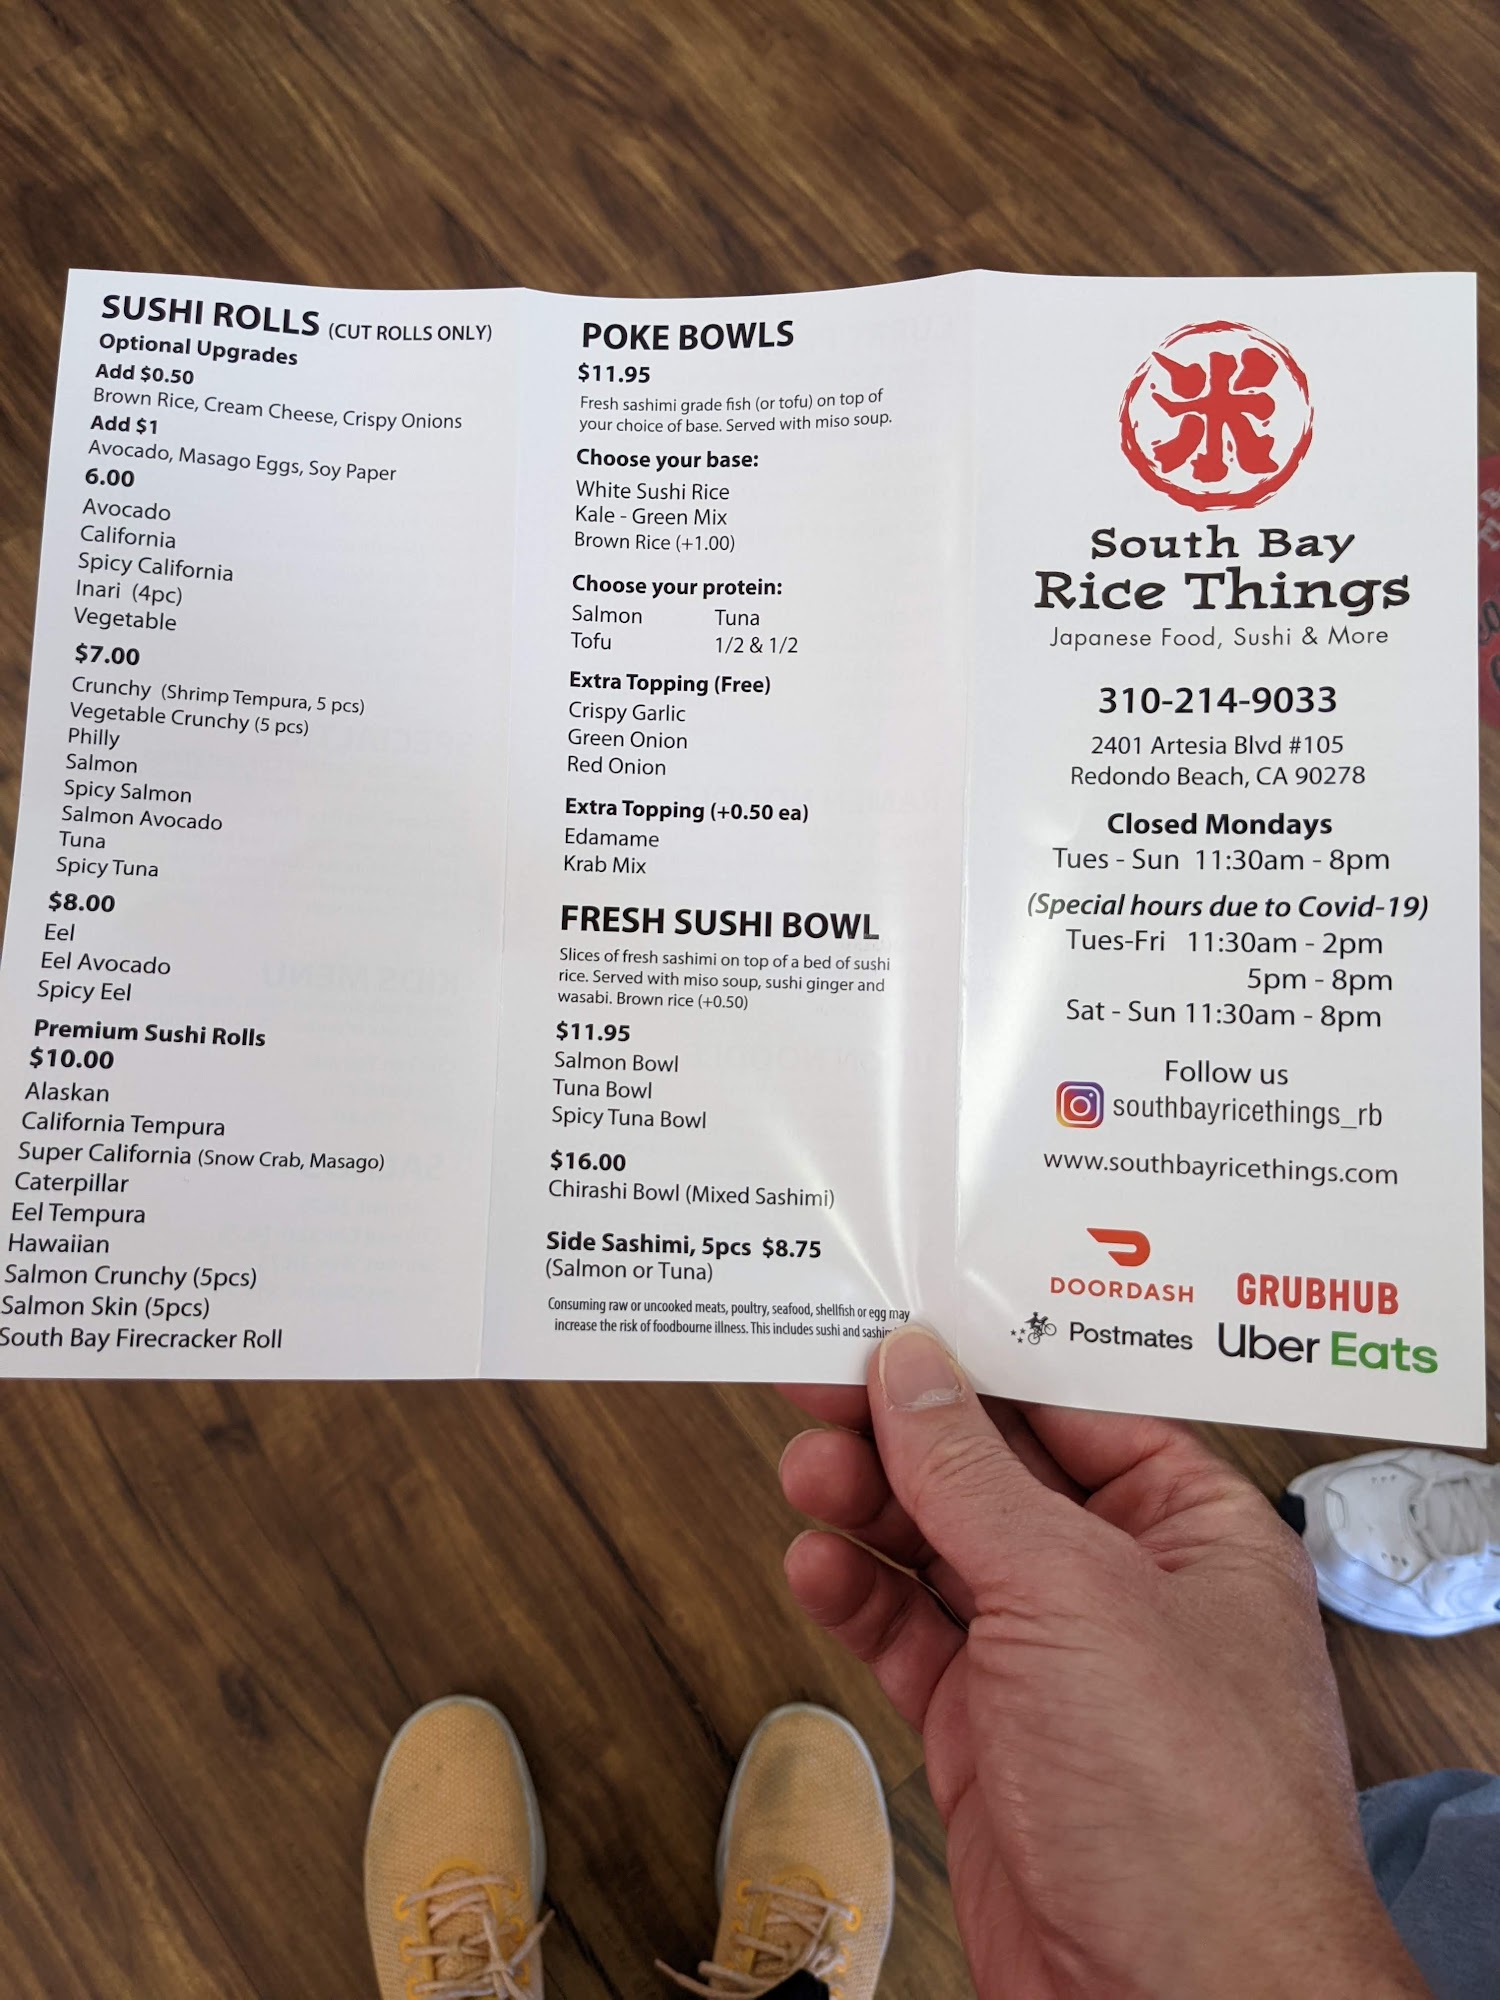 SUSHI ROLLS (CUT ROLLS ONLY)
Optional Upgrades
Add $0.50
Brown Rice, Cream Cheese, Crispy Onions
Add $1
Avocado, Masago Eggs, Soy Paper
6.00
Avocado
California
Spicy California
Inari (4pc)
Vegetable
$7.00
Crunchy (Shrimp Tempura, 5 pcs)
Vegetable Crunchy (5 pcs)
Philly
Salmon
Spicy Salmon
Salmon Avocado
Tuna
Spicy Tuna
$8.00
Eel
Eel Avocado
Spicy Eel
Premium Sushi Rolls
$10.00
Alaskan
California Tempura
Super California (Snow Crab, Masago)
Caterpillar
Eel Tempura
Hawaiian
Salmon Crunchy (5pcs)
Salmon Skin (5pcs)
South Bay Firecracker Roll
POKE BOWLS
$11.95
Fresh sashimi grade fish (or tofu) on top of
your choice of base. Served with miso soup.
Choose your base:
White Sushi Rice
Kale - Green Mix
Brown Rice (+1.00)
Choose your protein:
Salmon Tuna
Tofu 1/2 & 1/2
Extra Topping (Free)
Crispy Garlic
Green Onion
Red Onion
Extra Topping (+0.50 ea)
Edamame
Krab Mix
FRESH SUSHI BOWL
Slices of fresh sashimi on top of a bed of sushi
rice. Served with miso soup, sushi ginger and
wasabi. Brown rice (+0.50)
$11.95
Salmon Bowl
Tuna Bowl
Spicy Tuna Bowl
$16.00
Chirashi Bowl (Mixed Sashimi)
Side Sashimi, 5pcs $8.75
(Salmon or Tuna)
Consuming raw or uncooked meats, poultry, seafood, shellfish or egg may
increase the risk of foodbourne illness. This includes sushi and
米
South Bay
Rice Things
Japanese Food, Sushi & More
310-214-9033
2401 Artesia Blvd #105
Redondo Beach, CA 90278
Closed Mondays
Tues - Sun 11:30am - 8pm
(Special hours due to Covid-19)
Tues-Fri 11:30am - 2pm
5pm - 8pm
Sat - Sun 11:30am - 8pm
Follow us
southbayricethings_rb
www.southbayricethings.com
DOORDASH GRUBHUB
Postmates Uber Eats